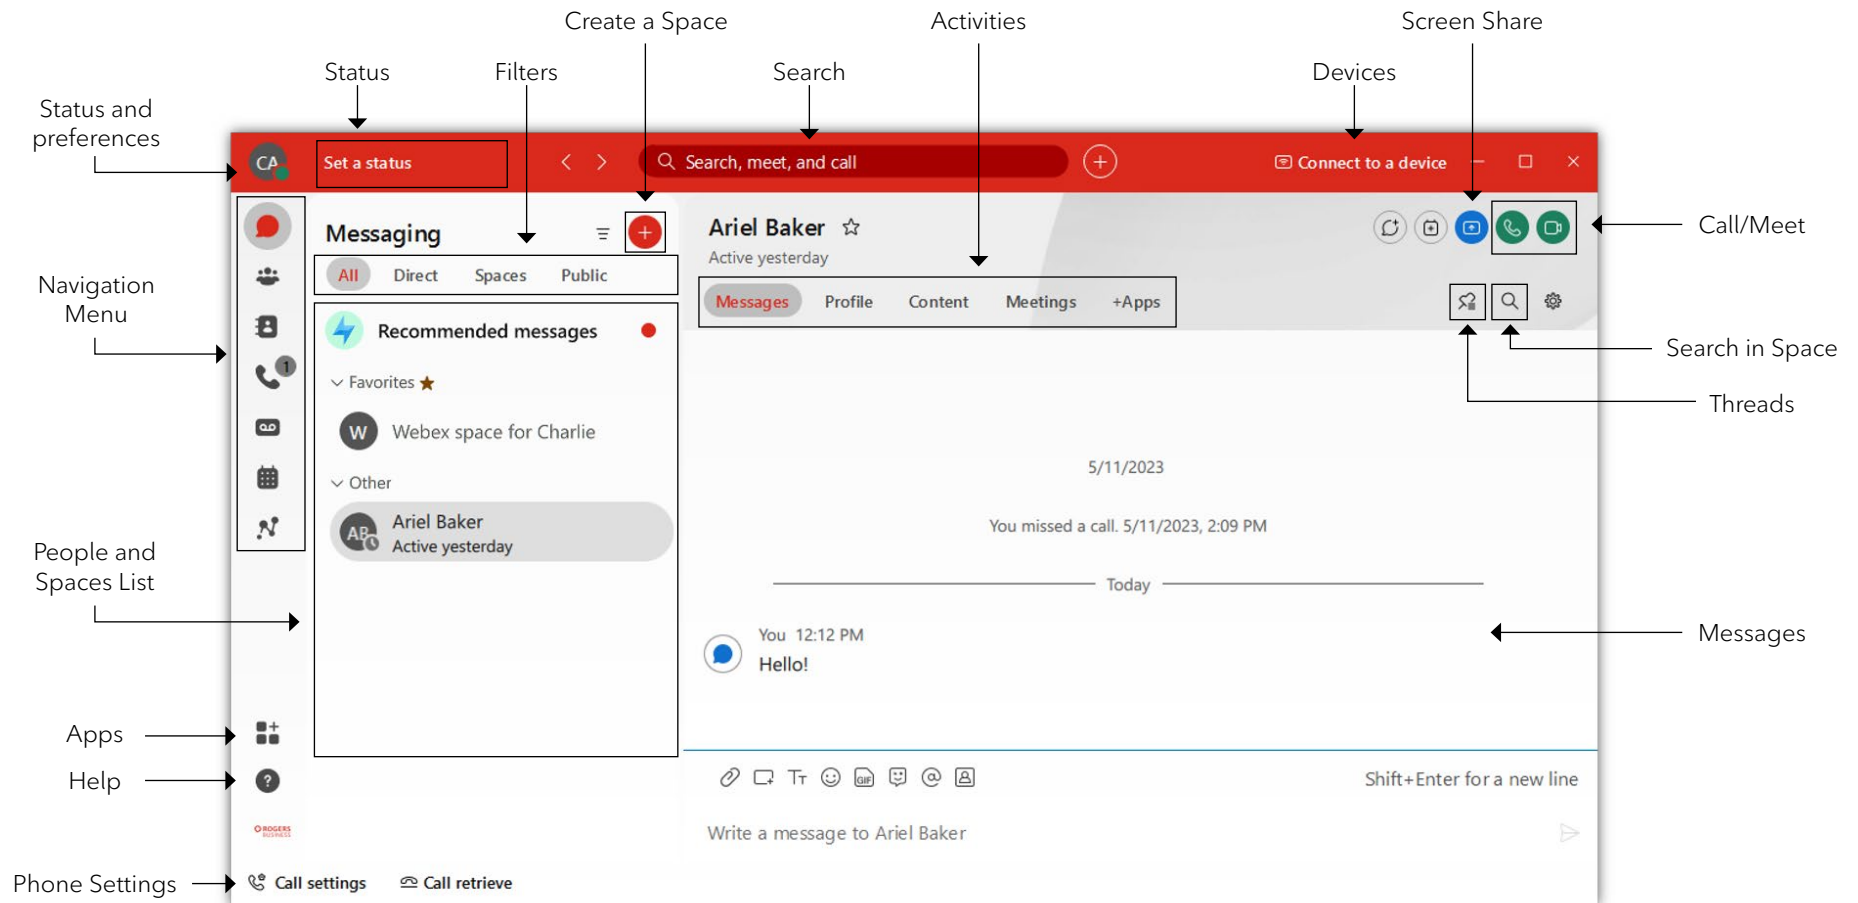 Create a Space
Activities
Screen Share
Status
Filters
Search
Devices
Status and
preferences
CA
Set a status
Search, meet, and call
Connect to a device
Navigation
Menu
Messaging
All Direct Spaces Public
Recommended messages
Favorites
W
Webex space for Charlie
Other
AB
Ariel Baker
Active yesterday
1
Ariel Baker
Active yesterday
Messages Profile Content Meetings +Apps
Call/Meet
Search in Space
Threads
5/11/2023
You missed a call. 5/11/2023, 2:09 PM
Today
You 12:12 PM
Hello!
Messages
People and
Spaces List
Apps
Help
?
ROGERS
BUSINESS
Tт GIF @
Shift+Enter for a new line
Write a message to Ariel Baker
Phone Settings
Call settings Call retrieve